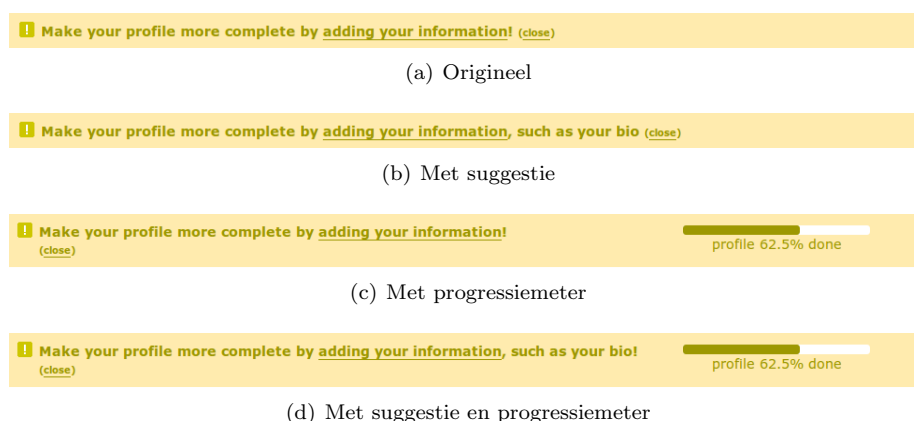 ! Make your profile more complete by adding your information! (close)
(a) Origineel
! Make your profile more complete by adding your information, such as your bio (close)
(b) Met suggestie
! Make your profile more complete by adding your information!
(close)
profile 62.5% done
(c) Met progressiemeter
! Make your profile more complete by adding your information, such as your bio!
(close)
profile 62.5% done
(d) Met suggestie en progressiemeter